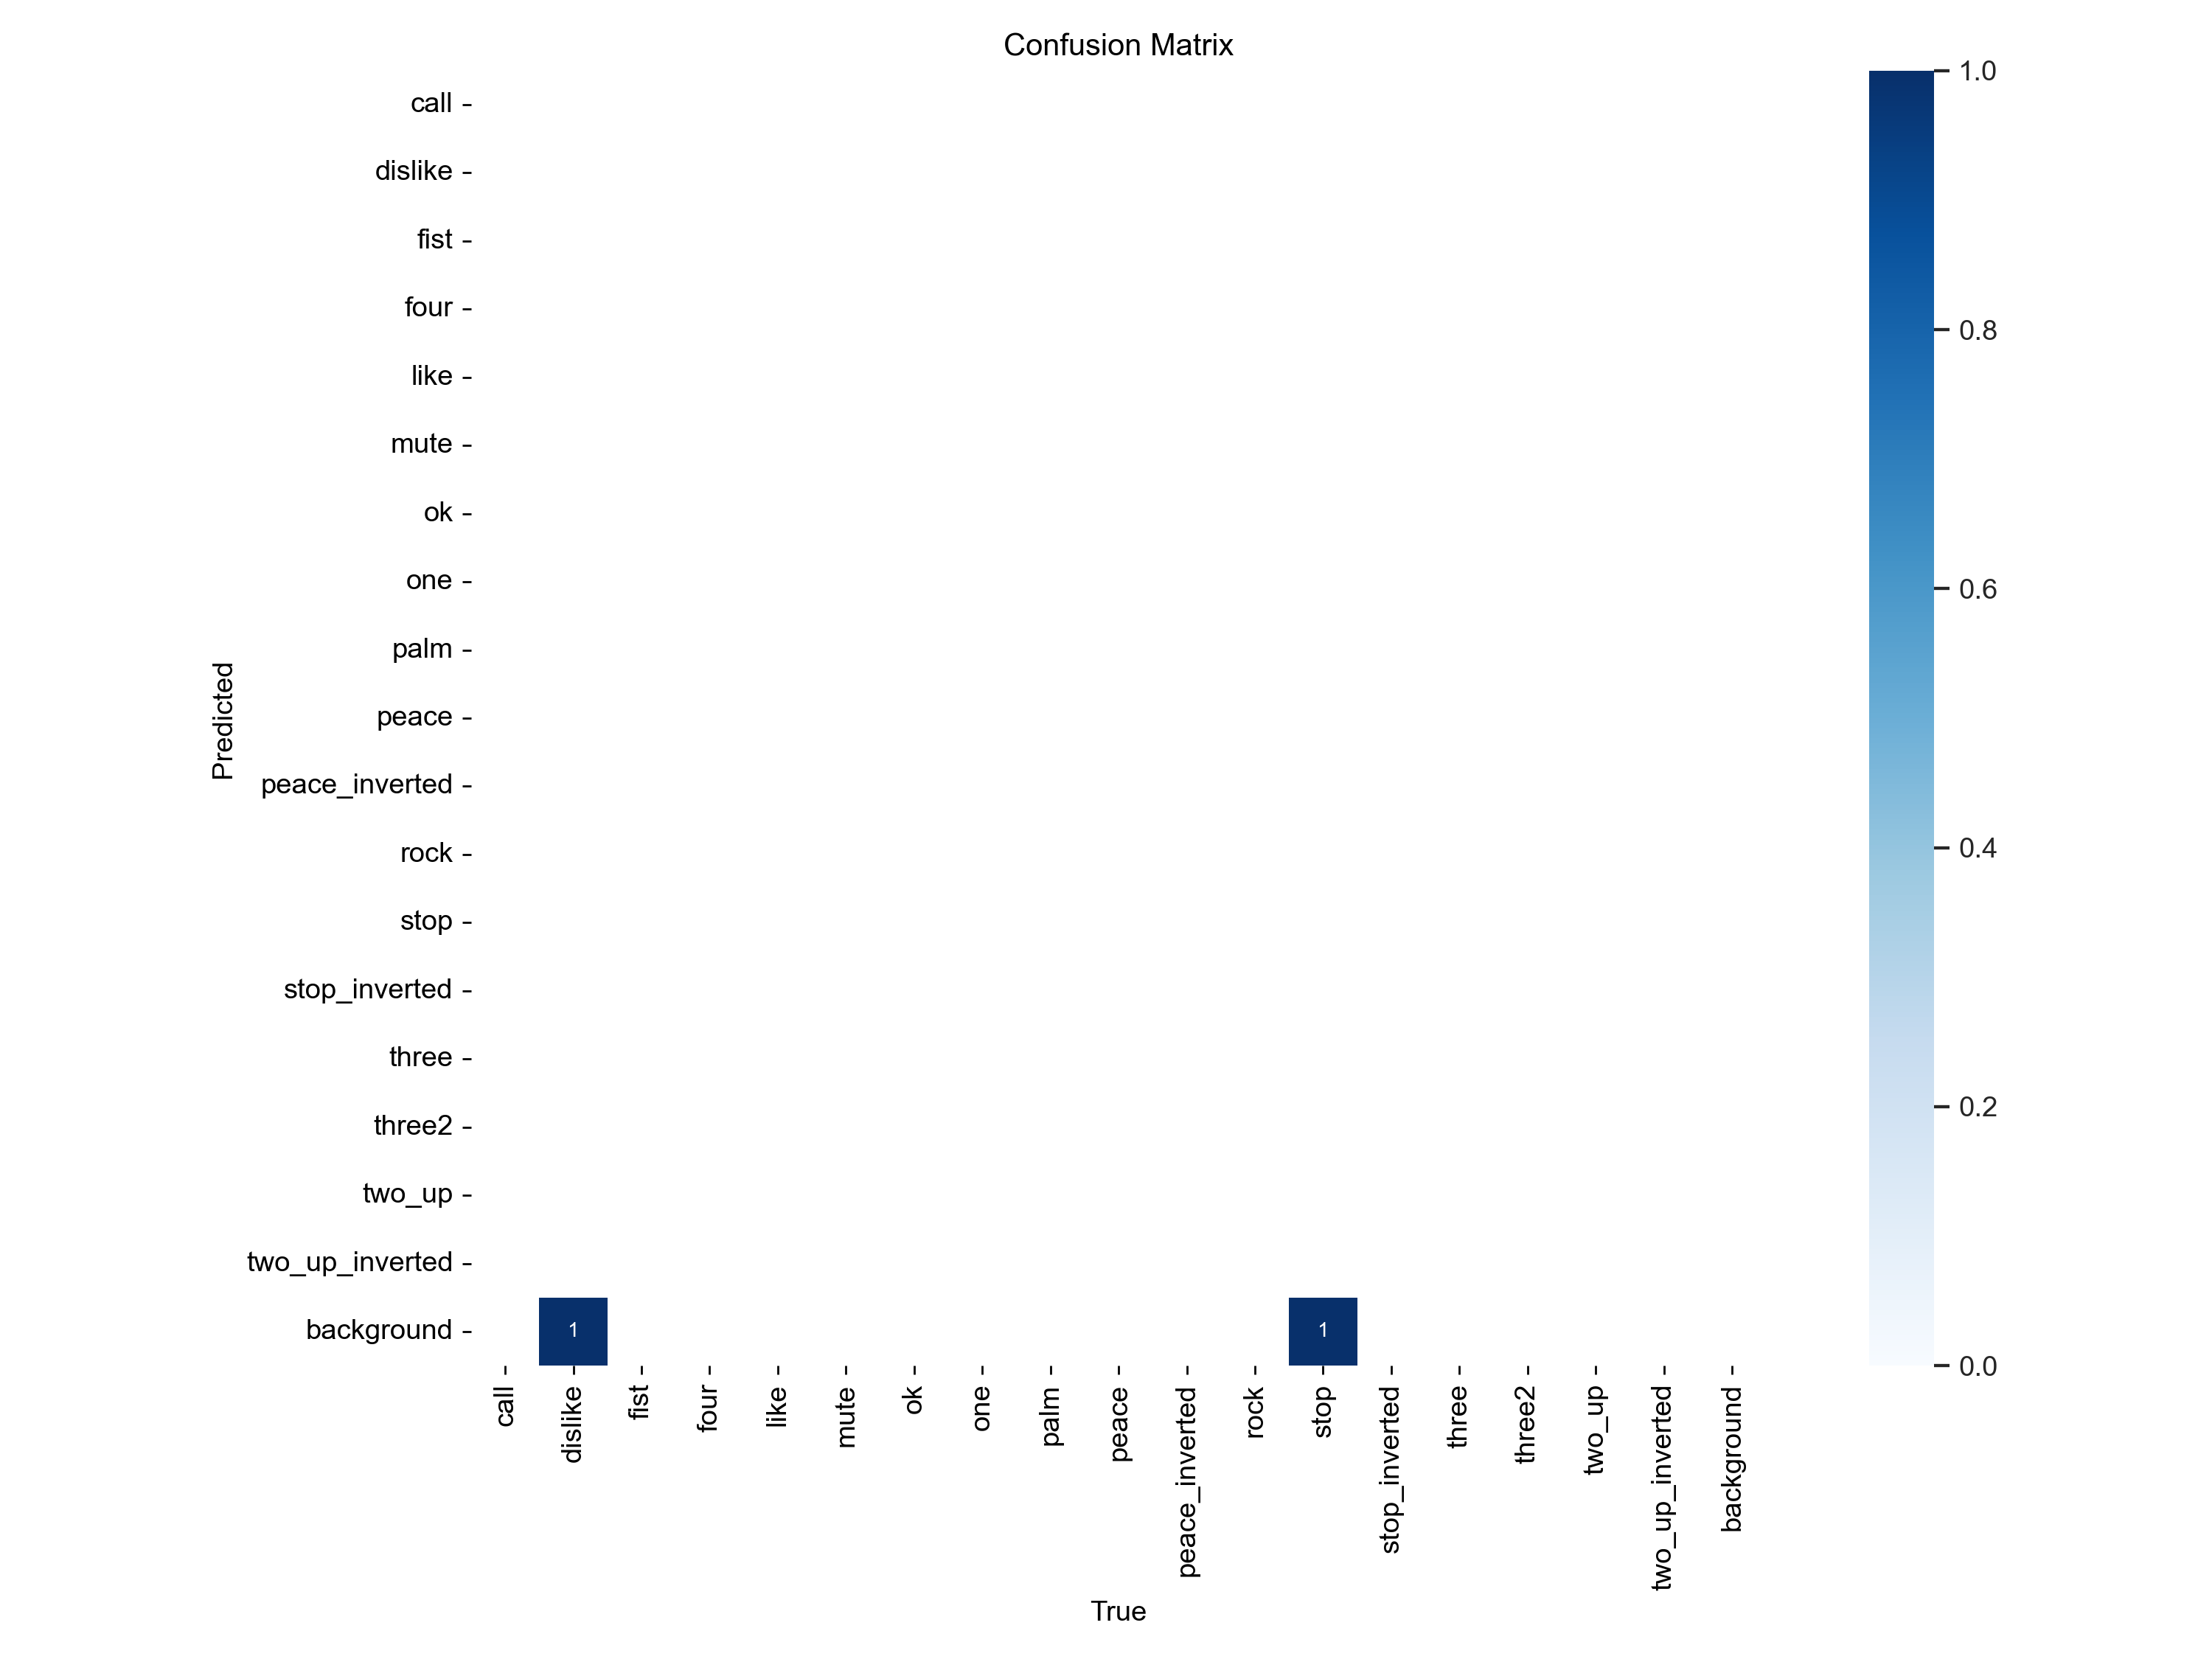 Confusion Matrix
call
dislike
fist
four
like
mute
ok
one
palm
peace
peace_inverted
rock
stop
stop_inverted
three
three2
two_up
two_up_inverted
background
Predicted
1 1
call dislike fist four like mute ok one palm peace peace_inverted rock stop stop_inverted three three2 two_up two_up_inverted background
True
1.0
0.8
0.6
0.4
0.2
0.0